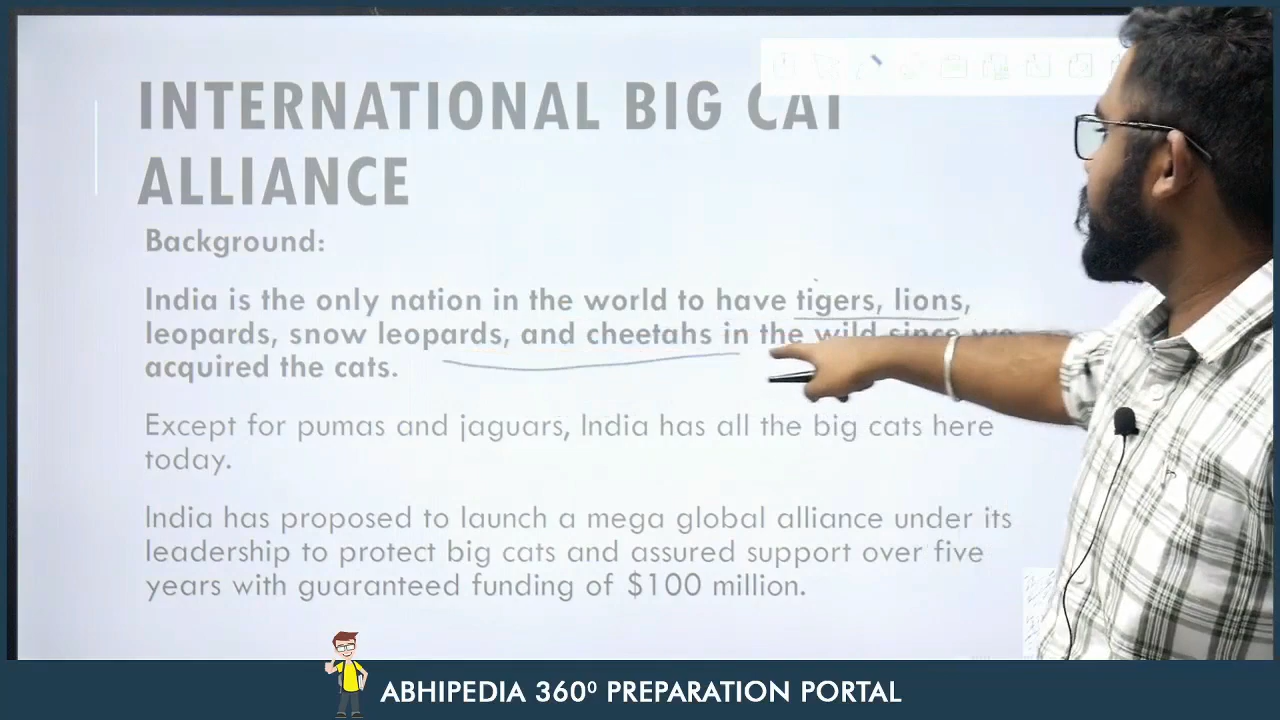 INTERNATIONAL BIG CAT
ALLIANCE
Background:
India is the only nation in the world to have tigers, lions,
leopards, snow leopards, and cheetahs in the wild since we
acquired the cats.
Except for pumas and jaguars, India has all the big cats here
today.
India has proposed to launch a mega global alliance under its
leadership to protect big cats and assured support over five
years with guaranteed funding of $100 million.
ABHIPEDIA 360⁰ PREPARATION PORTAL